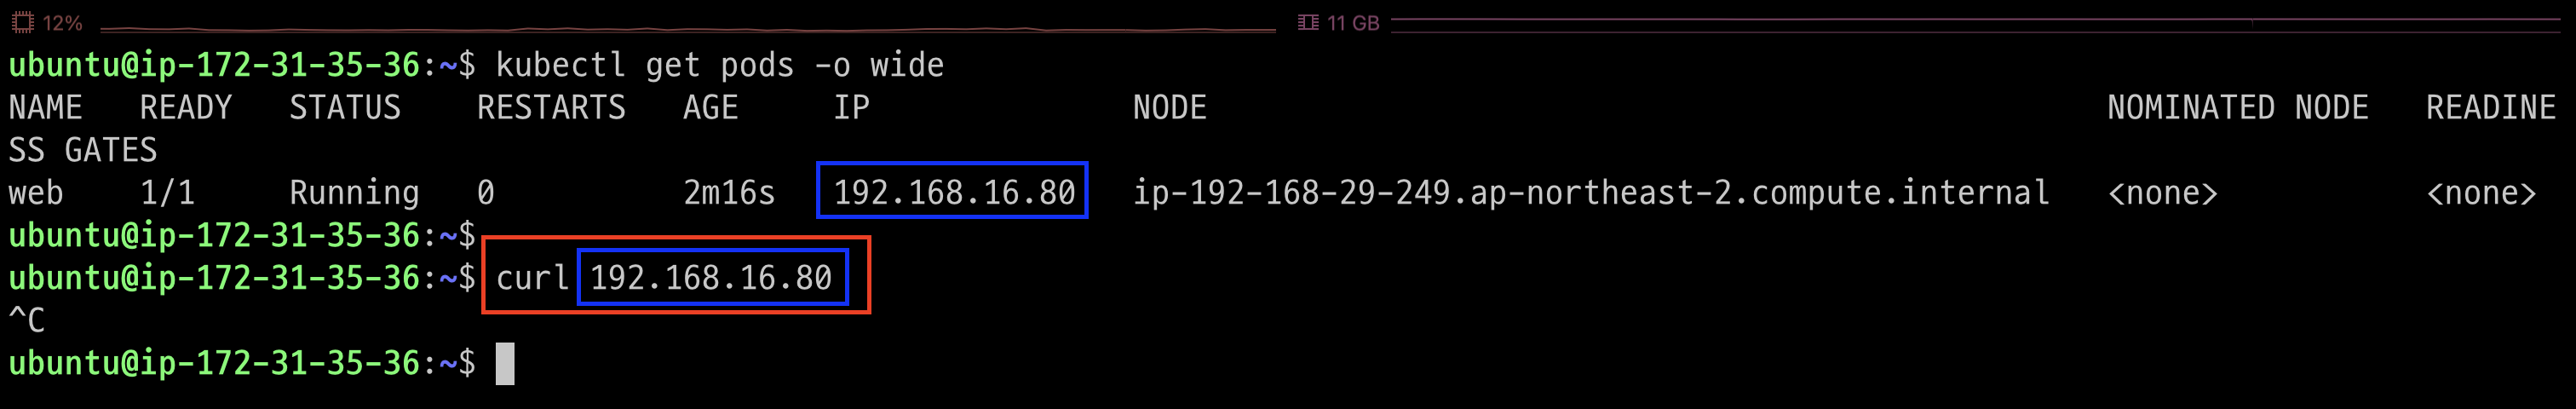 12% 11 GB
ubuntu@ip-172-31-35-36:~$ kubectl get pods -o wide
NAME READY STATUS RESTARTS AGE IP NODE NOMINATED NODE READINE
SS GATES
web 1/1 Running 0 2m16s 192.168.16.80 ip-192-168-29-249.ap-northeast-2.compute.internal <none> <none>
ubuntu@ip-172-31-35-36:~$
ubuntu@ip-172-31-35-36:~$ curl 192.168.16.80
^C
ubuntu@ip-172-31-35-36:~$